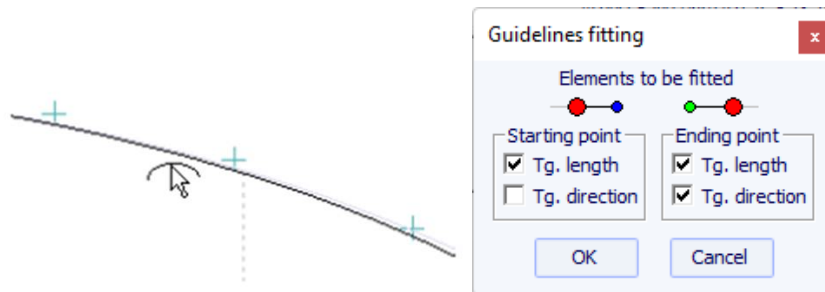 Guidelines fitting
x
Elements to be fitted
Starting point
Tg. length
Tg. direction
Ending point
Tg. length
Tg. direction
OK
Cancel